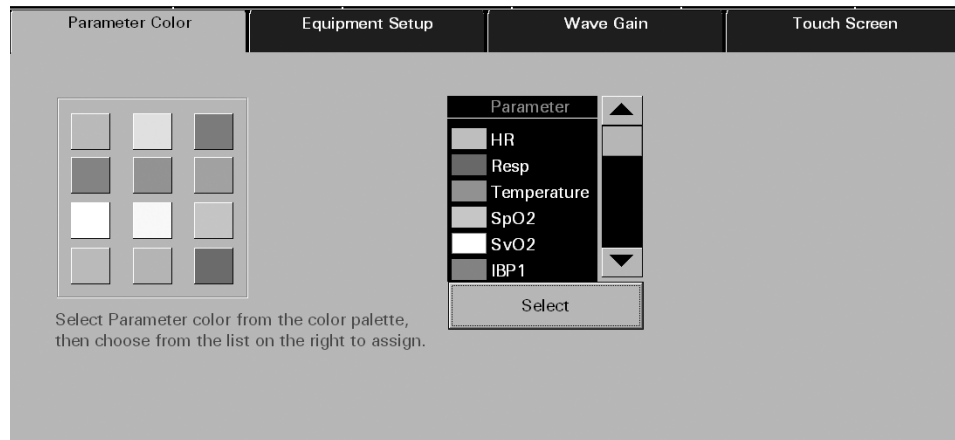 Parameter Color
Equipment Setup
Wave Gain
Touch Screen
Parameter
HR
Resp
Temperature
SpO2
SvO2
IBP1
Select
Select Parameter color from the color palette,
then choose from the list on the right to assign.